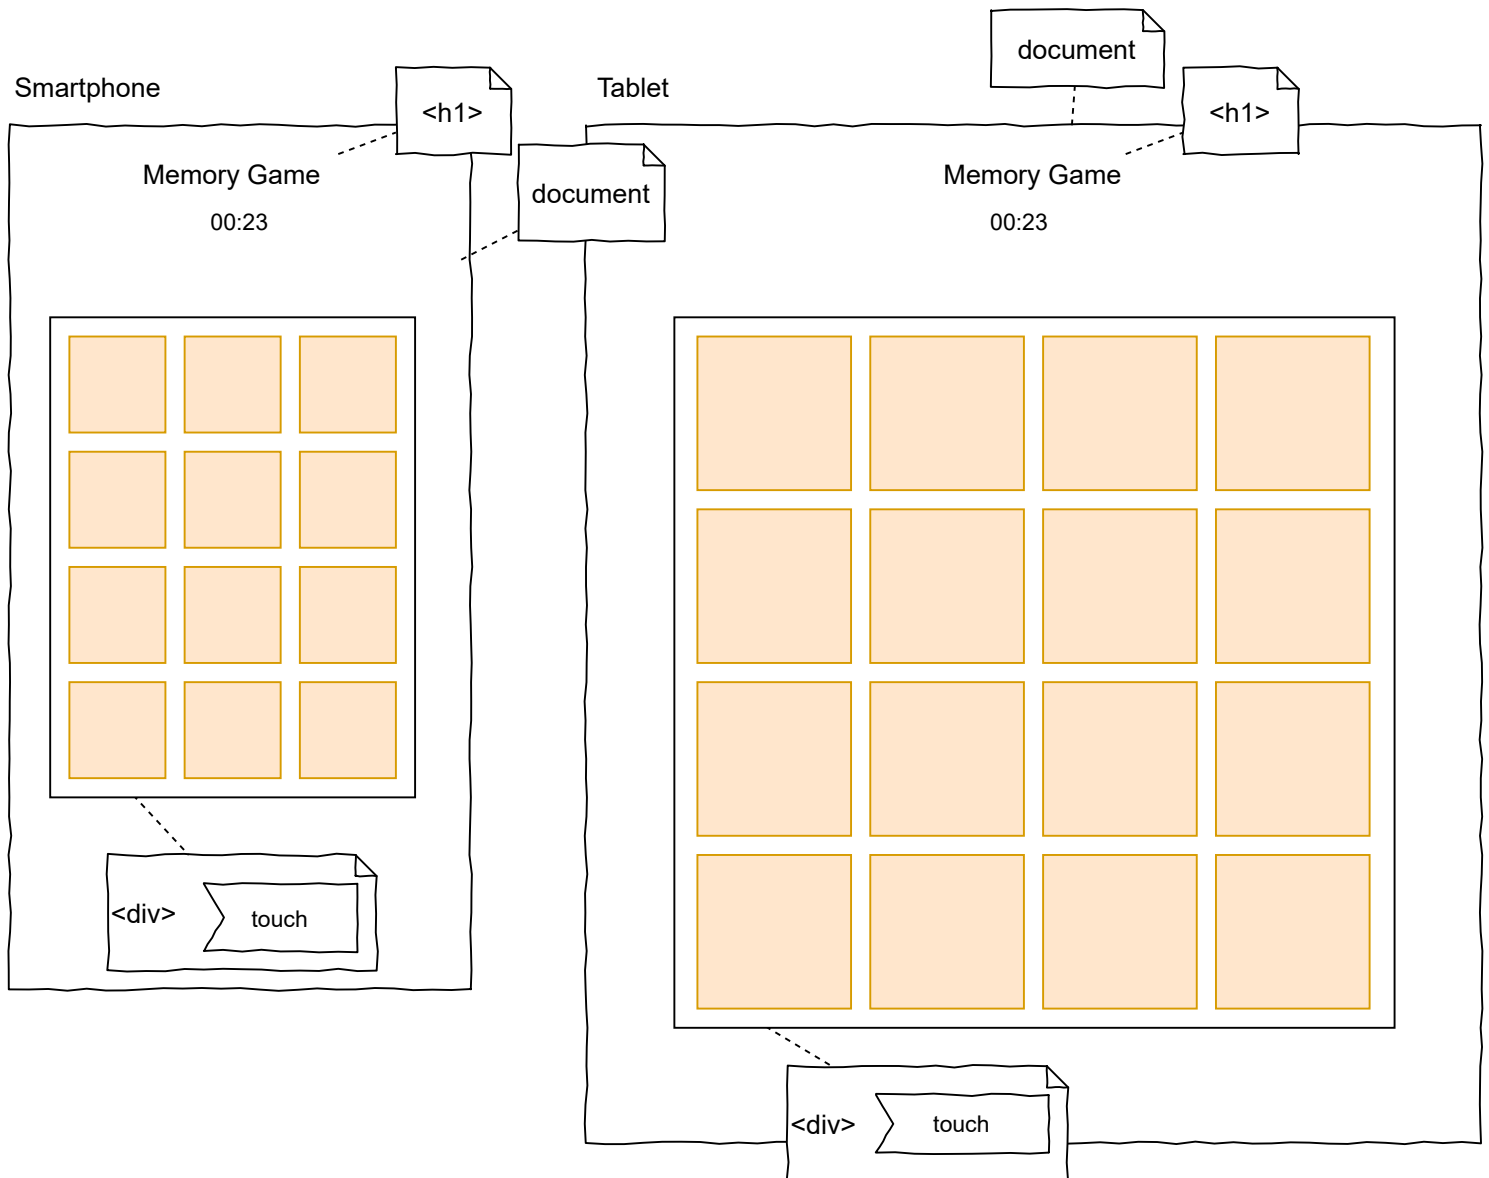 Smartphone
<h1>
Memory Game
00:23
document
<div>
touch
Tablet
document
<h1>
Memory Game
00:23
<div>
touch